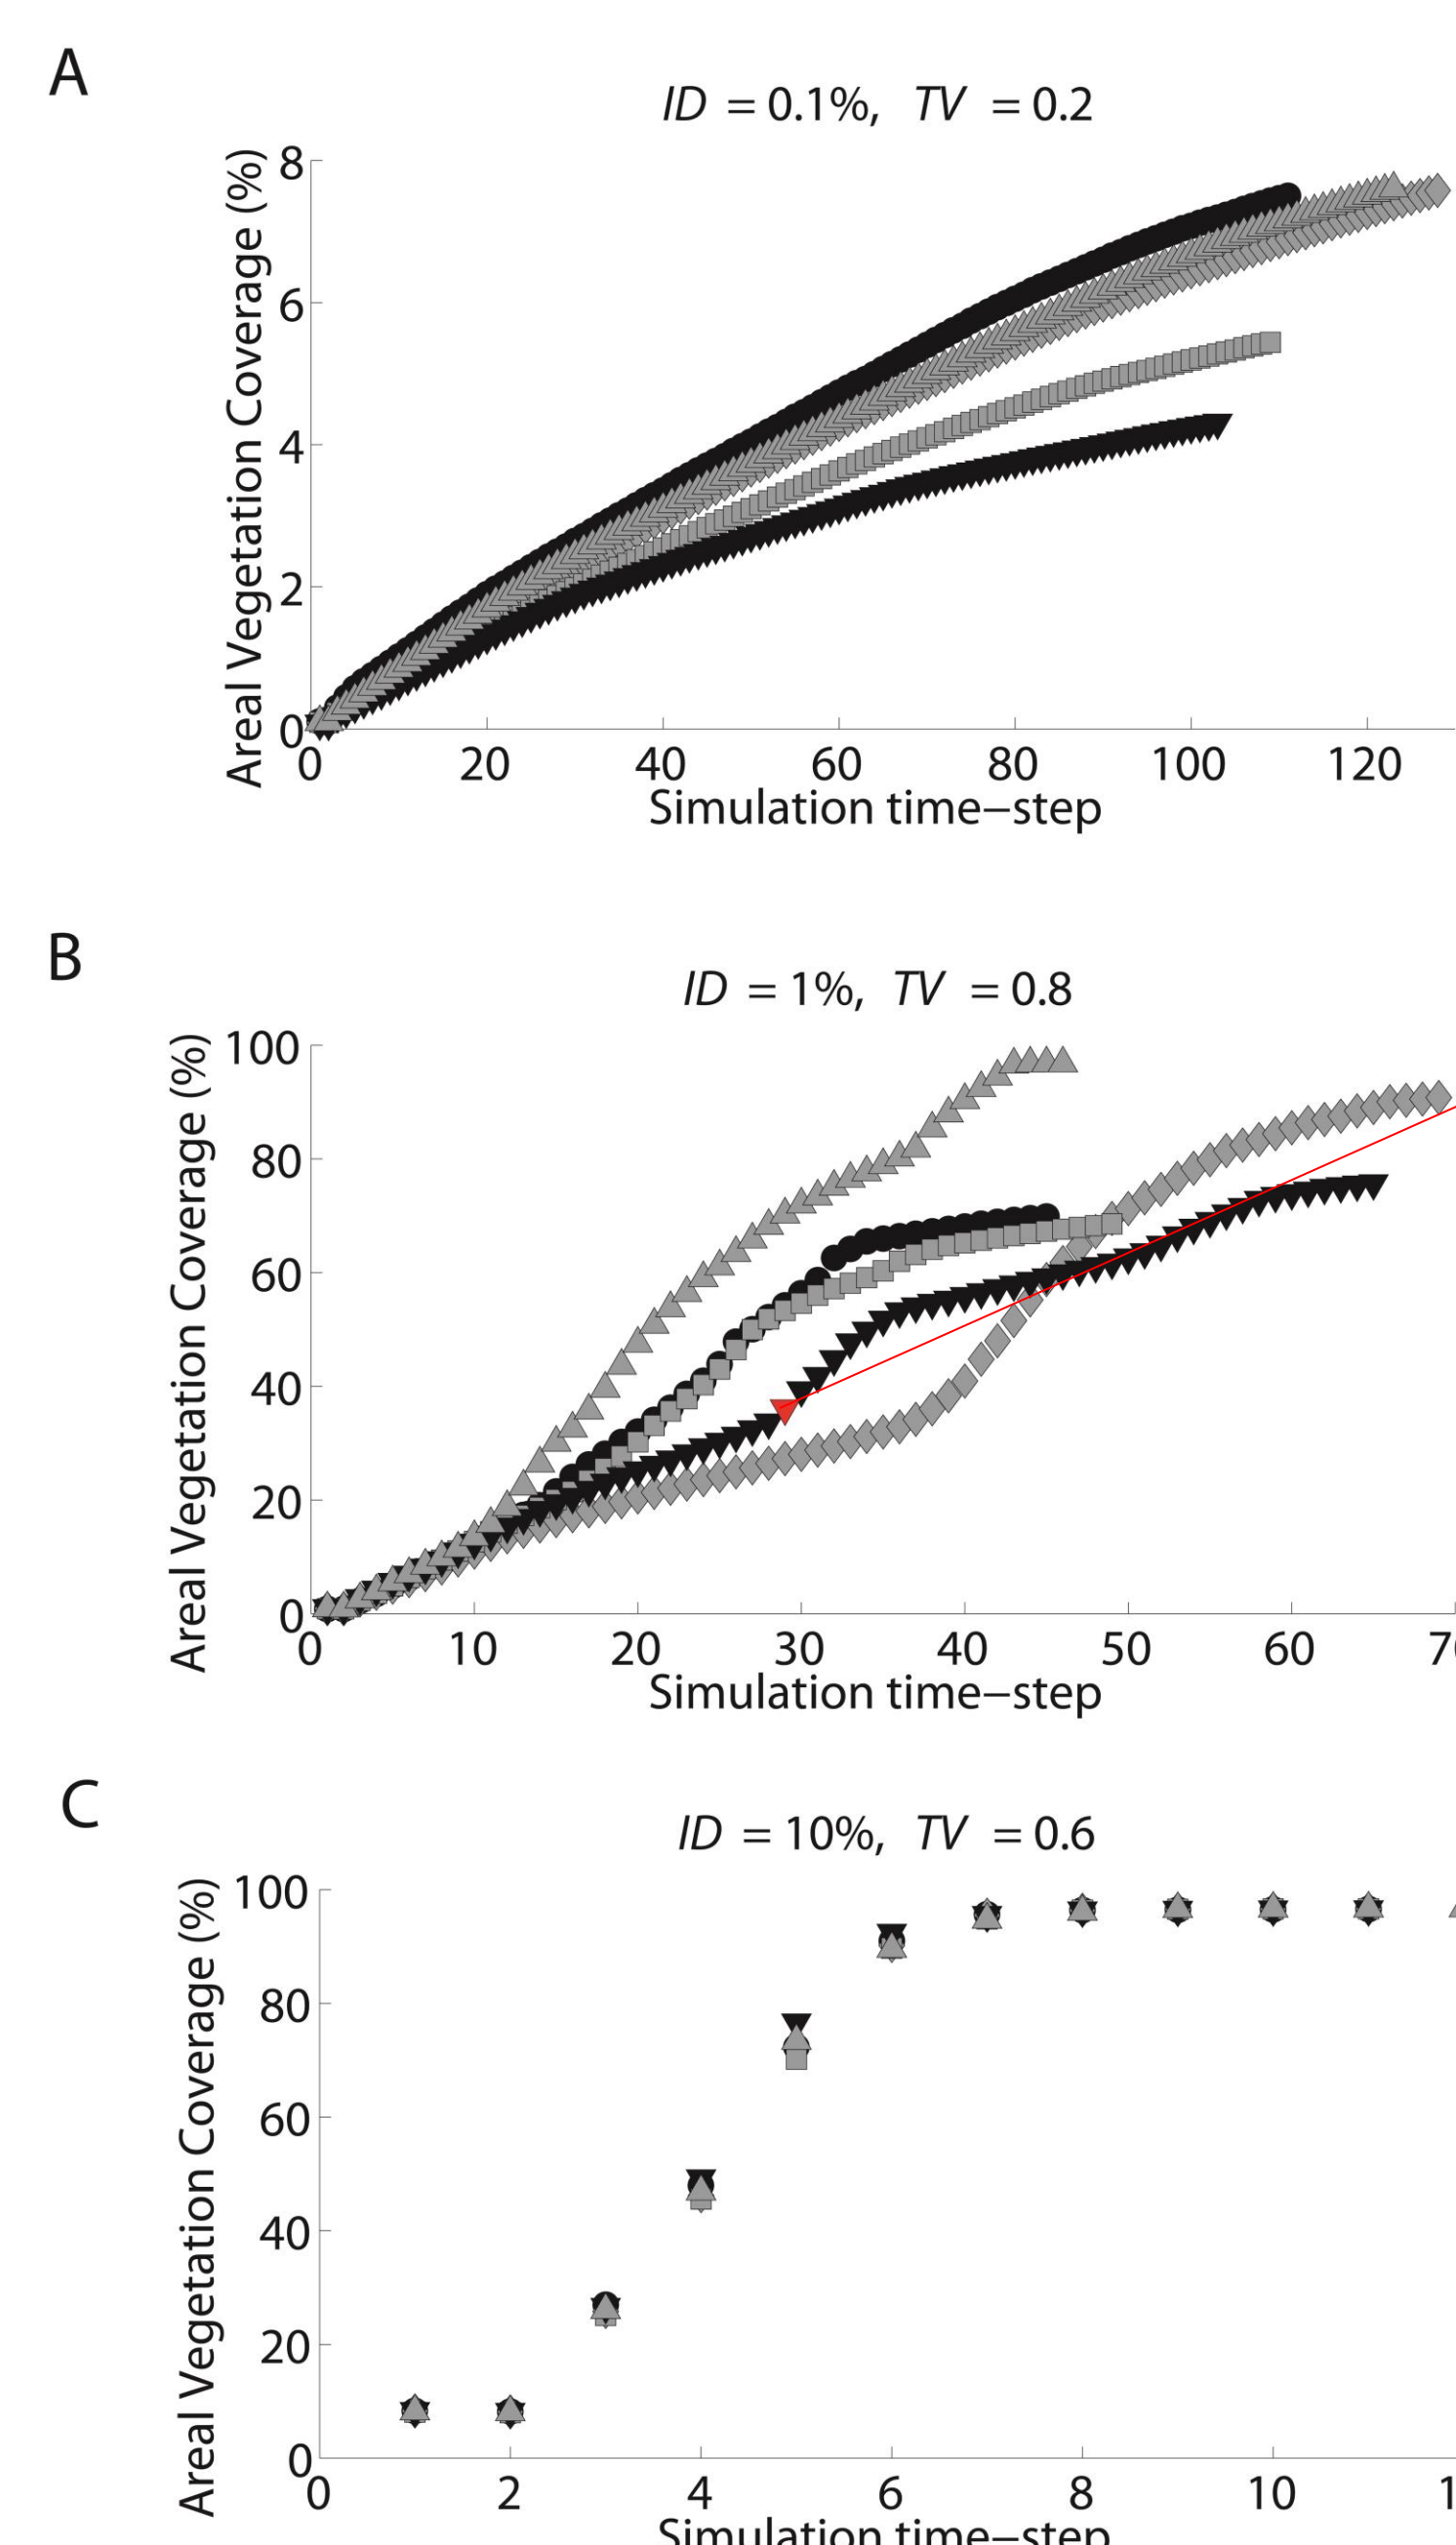 A
ID = 0.1%, TV = 0.2
Areal Vegetation Coverage (%)
8
6
4
2
0
0 20 40 60 80 100 120
Simulation time–step
B
ID = 1%, TV = 0.8
Areal Vegetation Coverage (%)
100
80
60
40
20
0
0 10 20 30 40 50 60
Simulation time–step
C
ID = 10%, TV = 0.6
Areal Vegetation Coverage (%)
100
80
60
40
20
0
0 2 4 6 8 10
Simulation time–step